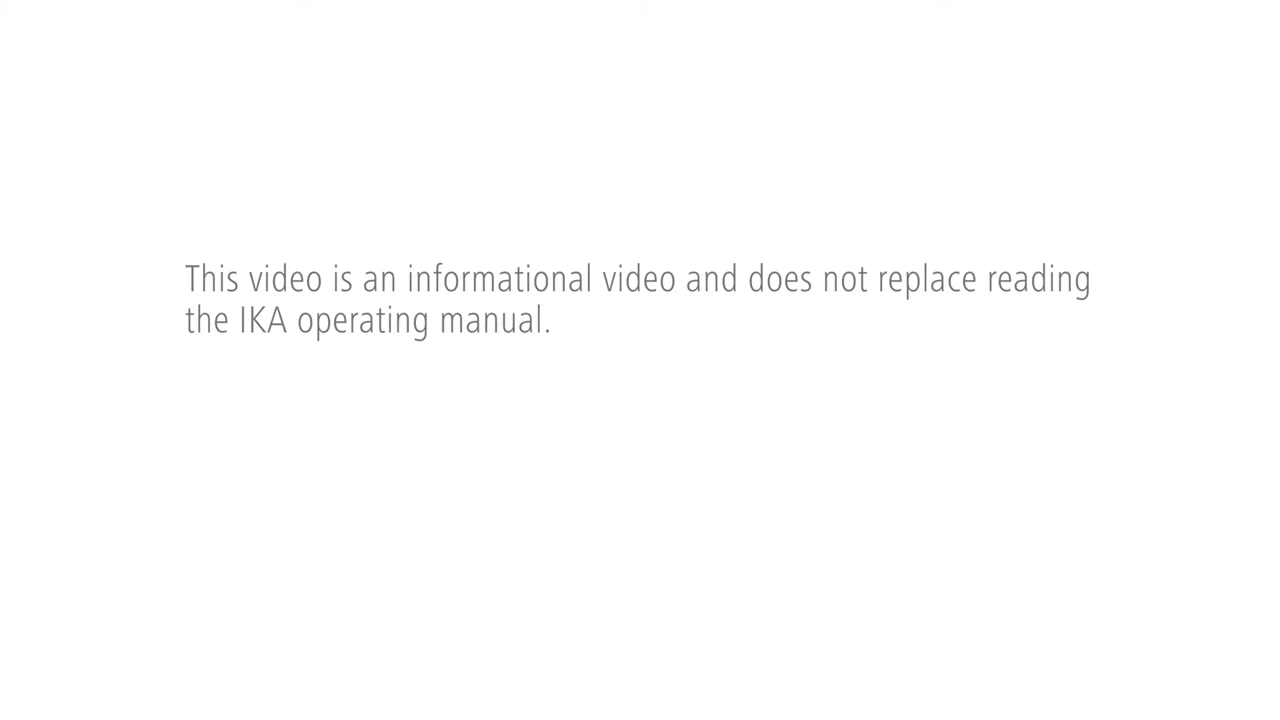 This video is an informational video and does not replace reading
the IKA operating manual.